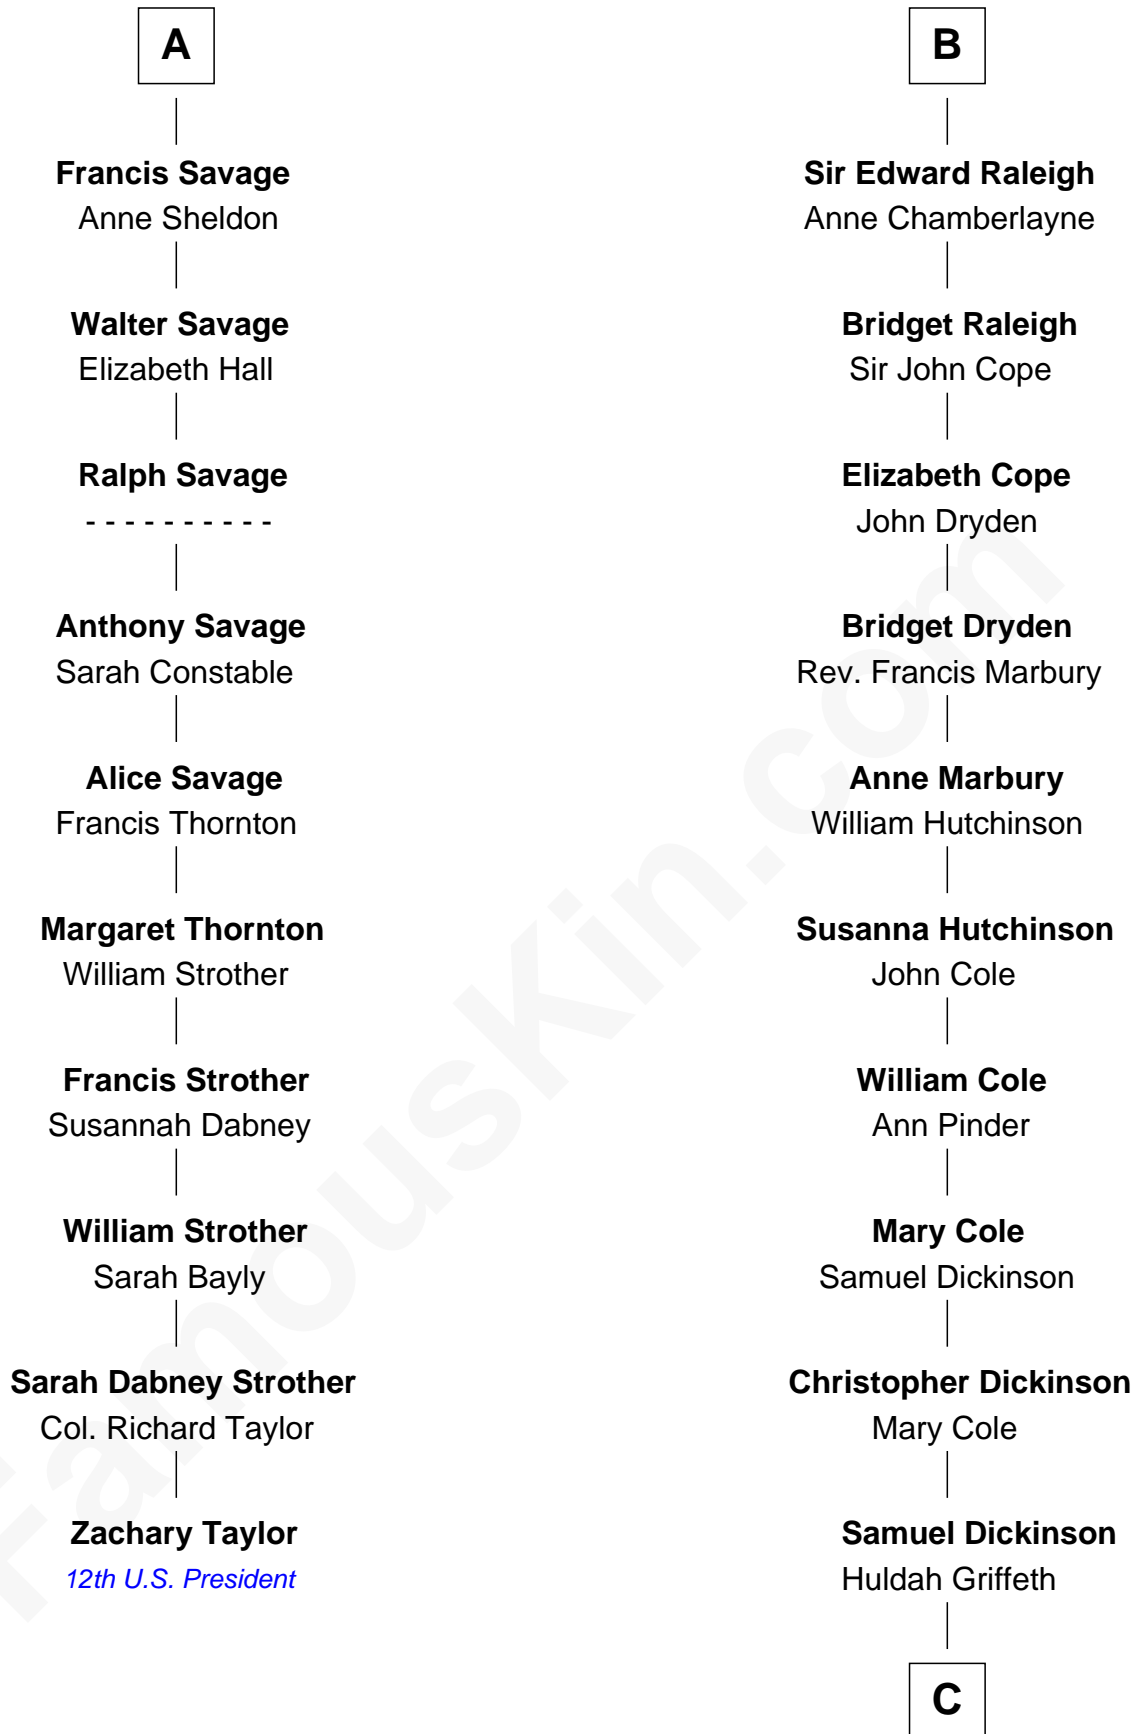 A
Francis Savage
Anne Sheldon
Walter Savage
Elizabeth Hall
Ralph Savage
- - - - - - - - - -
Anthony Savage
Sarah Constable
Alice Savage
Francis Thornton
Margaret Thornton
William Strother
Francis Strother
Susannah Dabney
William Strother
Sarah Bayly
Sarah Dabney Strother
Col. Richard Taylor
Zachary Taylor
12th U.S. President
B
Sir Edward Raleigh
Anne Chamberlayne
Bridget Raleigh
Sir John Cope
Elizabeth Cope
John Dryden
Bridget Dryden
Rev. Francis Marbury
Anne Marbury
William Hutchinson
Susanna Hutchinson
John Cole
William Cole
Ann Pinder
Mary Cole
Samuel Dickinson
Christopher Dickinson
Mary Cole
Samuel Dickinson
Huldah Griffeth
C
FamousKin.com